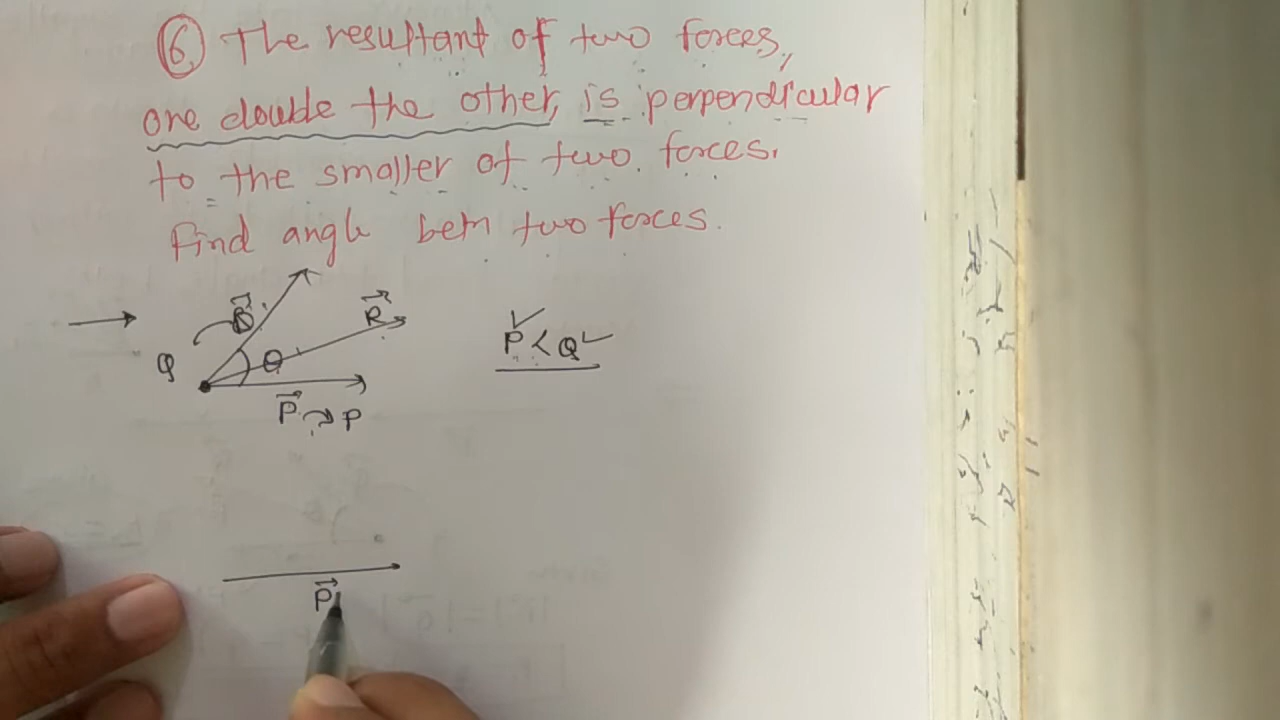 ⑥ The resultant of two forces,
one double the other, is perpendicular
to the smaller of two forces.
Find angle betn two forces.
R
P < Q
Q θ
P P
P